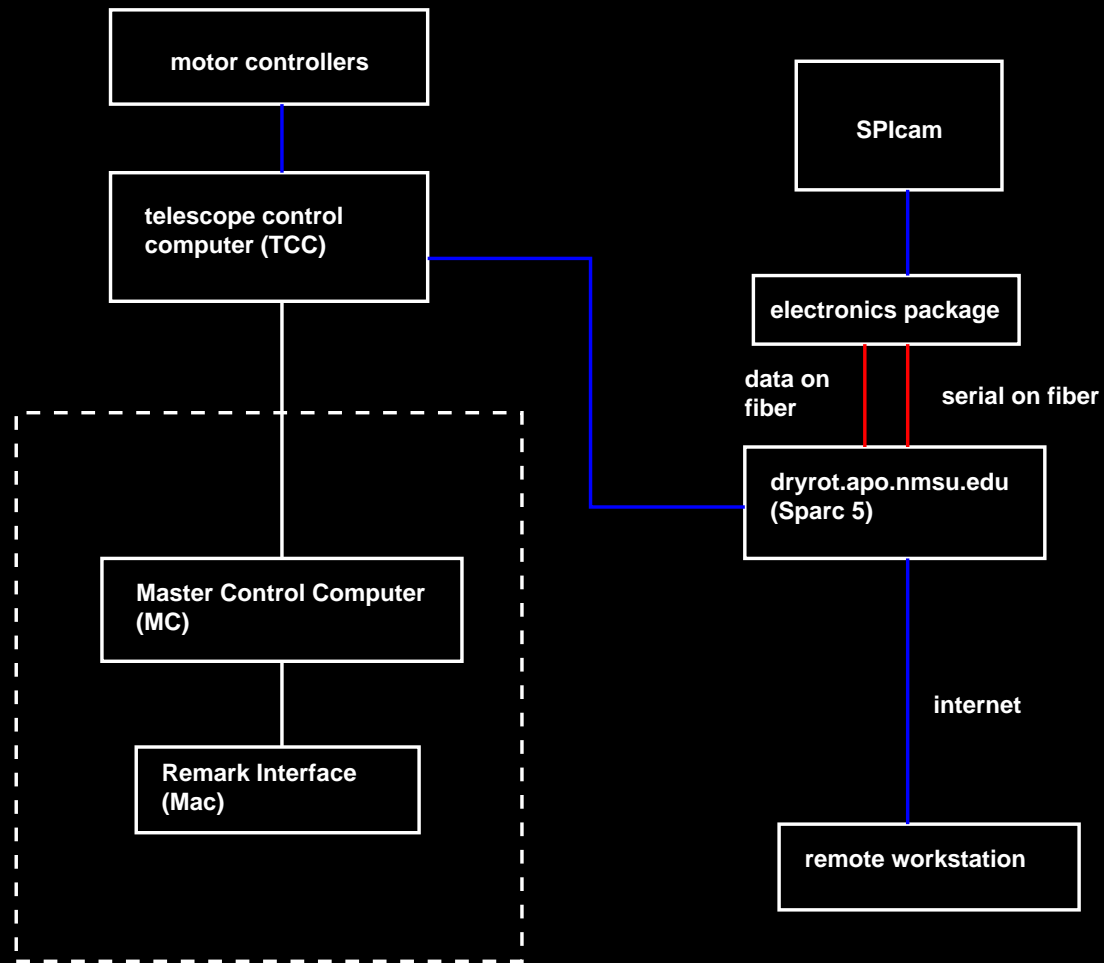 motor controllers
SPIcam
telescope control
computer (TCC)
electronics package
data on
fiber
serial on fiber
dryrot.apo.nmsu.edu
(Sparc 5)
Master Control Computer
(MC)
internet
Remark Interface
(Mac)
remote workstation